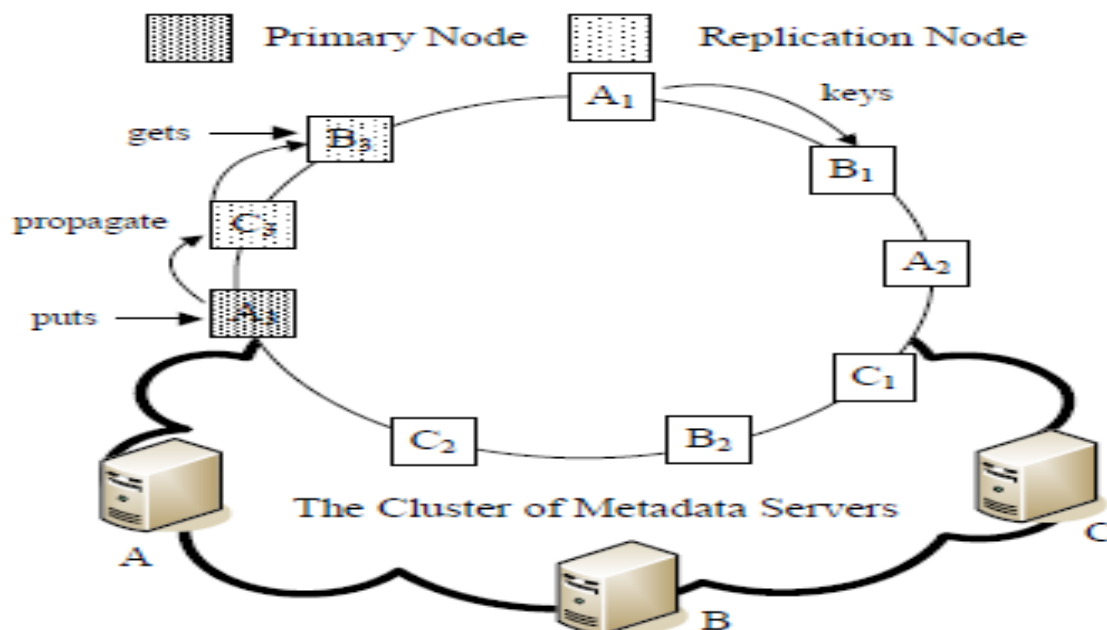 Primary Node
Replication Node
A₁
keys
gets
B₃
B₁
propagate
C₃
A₂
puts
A₃
C₁
C₂
B₂
The Cluster of Metadata Servers
A
C
B